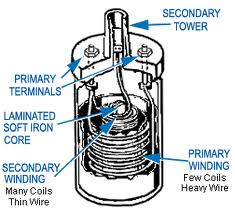 SECONDARY
TOWER
PRIMARY
TERMINALS
LAMINATED
SOFT IRON
CORE
SECONDARY
WINDING
Many Coils
Thin Wire
PRIMARY
WINDING
Few Coils
Heavy Wire